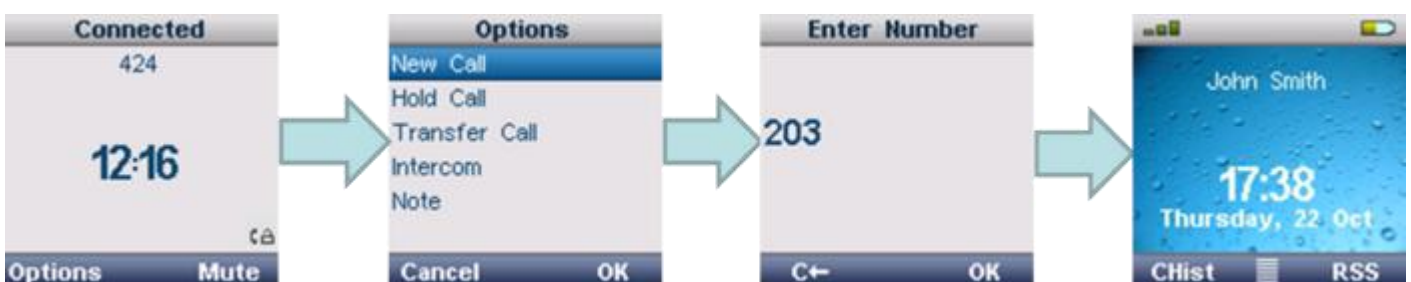 Connected
424
12:16
Options Mute
Options
New Call
Hold Call
Transfer Call
Intercom
Note
Cancel OK
Enter Number
203
C← OK
John Smith
17:38
Thursday, 22 Oct
CHist RSS